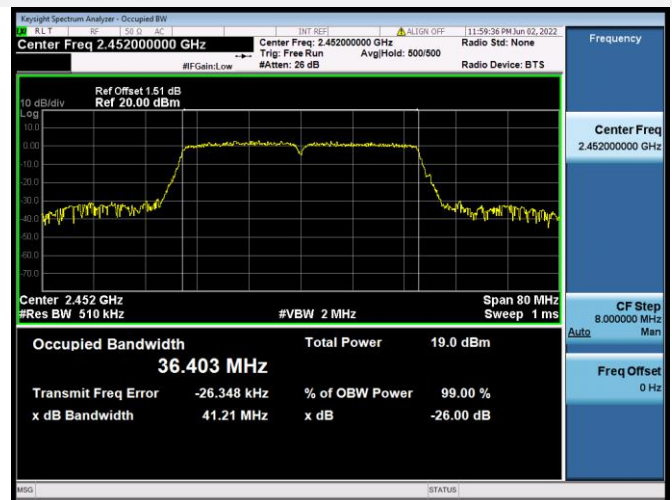 Keysight Spectrum Analyzer - Occupied BW
LXI RLT RF 50 Ω AC INT REF ALIGN OFF 11:59:36 PM Jun 02, 2022
Center Freq 2.452000000 GHz
Center Freq: 2.452000000 GHz
Radio Std: None
Trig: Free Run Avg|Hold: 500/500
#IFGain:Low #Atten: 26 dB Radio Device: BTS
Ref Offset 1.51 dB
10 dB/div Ref 20.00 dBm
Log
10.0
0.00
-10.0
-20.0
-30.0
-40.0
-50.0
-60.0
-70.0
Center 2.452 GHz Span 80 MHz
#Res BW 510 kHz #VBW 2 MHz Sweep 1 ms
Occupied Bandwidth Total Power 19.0 dBm
36.403 MHz
Transmit Freq Error -26.348 kHz % of OBW Power 99.00 %
x dB Bandwidth 41.21 MHz x dB -26.00 dB
MSG STATUS
Frequency
Center Freq
2.452000000 GHz
CF Step
8.000000 MHz
Auto Man
Freq Offset
0 Hz